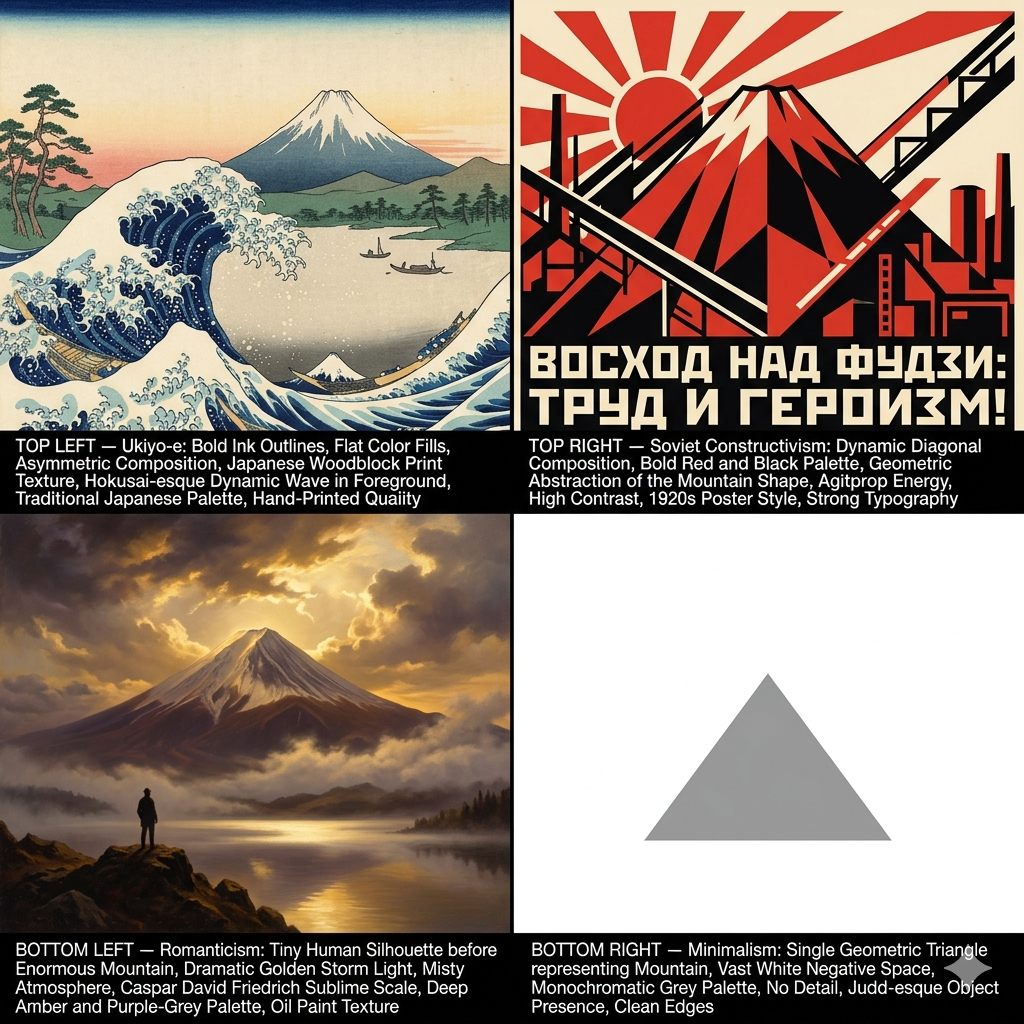 ВОСХОД НАД ФУДЗИ:
ТРУД И ГЕРОИЗМ!
TOP LEFT — Ukiyo-e: Bold Ink Outlines, Flat Color Fills,
Asymmetric Composition, Japanese Woodblock Print
Texture, Hokusai-esque Dynamic Wave in Foreground,
Traditional Japanese Palette, Hand-Printed Quaiity
TOP RIGHT — Soviet Constructivism: Dynamic Diagonal
Composition, Bold Red and Black Palette, Geometric
Abstraction of the Mountain Shape, Agitprop Energy,
High Contrast, 1920s Poster Style, Strong Typography
BOTTOM LEFT — Romanticism: Tiny Human Silhouette before
Enormous Mountain, Dramatic Golden Storm Light, Misty
Atmosphere, Caspar David Friedrich Sublime Scale, Deep
Amber and Purple-Grey Palette, Oil Paint Texture
BOTTOM RIGHT — Minimalism: Single Geometric Triangle
representing Mountain, Vast White Negative Space,
Monochromatic Grey Palette, No Detail, Judd-esque Object
Presence, Clean Edges